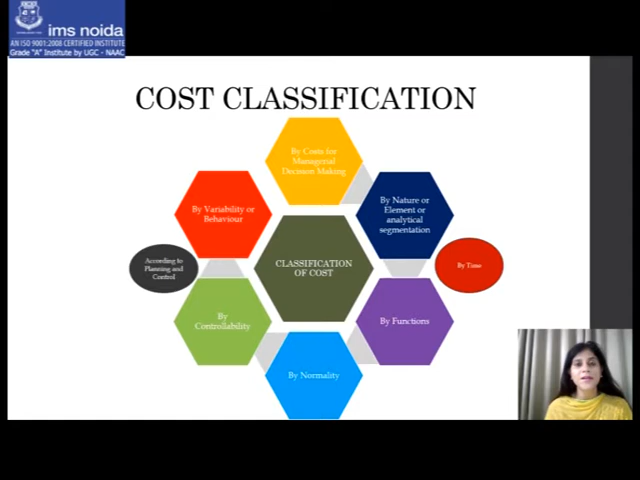 ims noida
AN ISO 9001:2008 CERTIFIED INSTITUTE
Grade "A" Institute by UGC - NAAC
COST CLASSIFICATION
By Costs for
Managerial
Decision Making
By Nature or
Element or
analytical
segmentation
By Variability or
Behaviour
According to
Planning and
Control
CLASSIFICATION
OF COST
By Time
By
Controllability
By Functions
By Normality